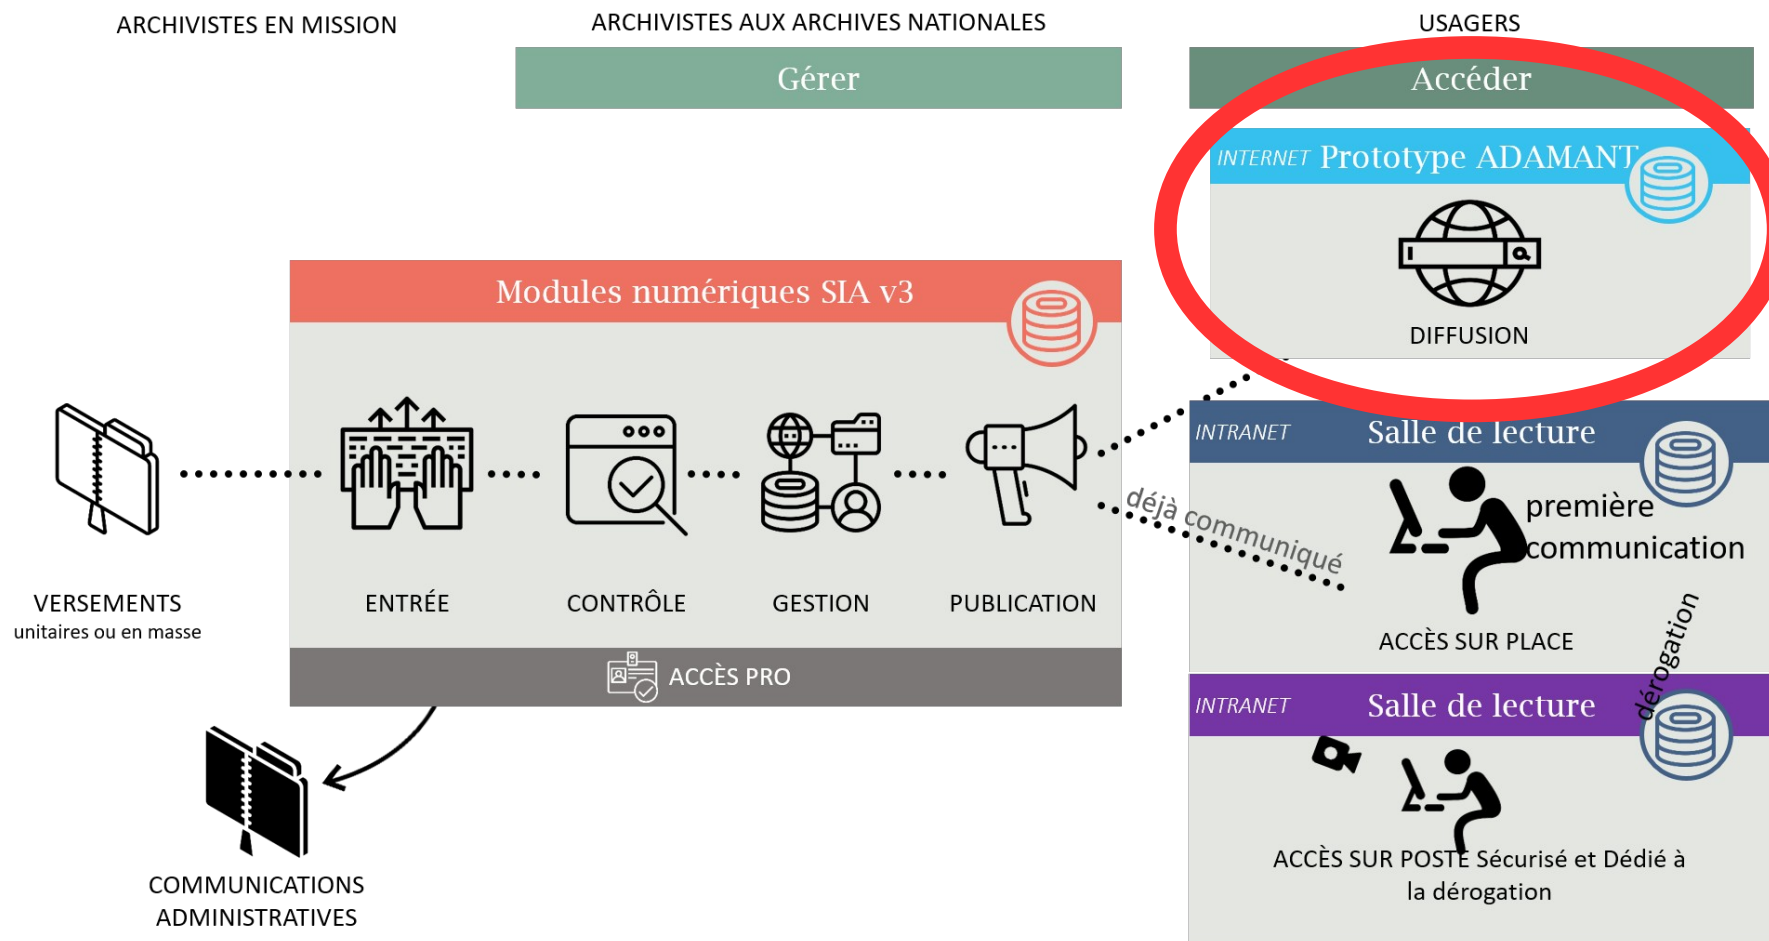 ARCHIVISTES EN MISSION
ARCHIVISTES AUX ARCHIVES NATIONALES
USAGERS
Gérer
Accéder
INTERNET Prototype ADAMANT
DIFFUSION
Modules numériques SIA v3
INTRANET Salle de lecture
première
communication
déjà communiqué
VERSEMENTS
unitaires ou en masse
ENTRÉE
CONTRÔLE
GESTION
PUBLICATION
ACCÈS SUR PLACE
dérogation
ACCÈS PRO
INTRANET Salle de lecture
ACCÈS SUR POSTE Sécurisé et Dédié à
la dérogation
COMMUNICATIONS
ADMINISTRATIVES